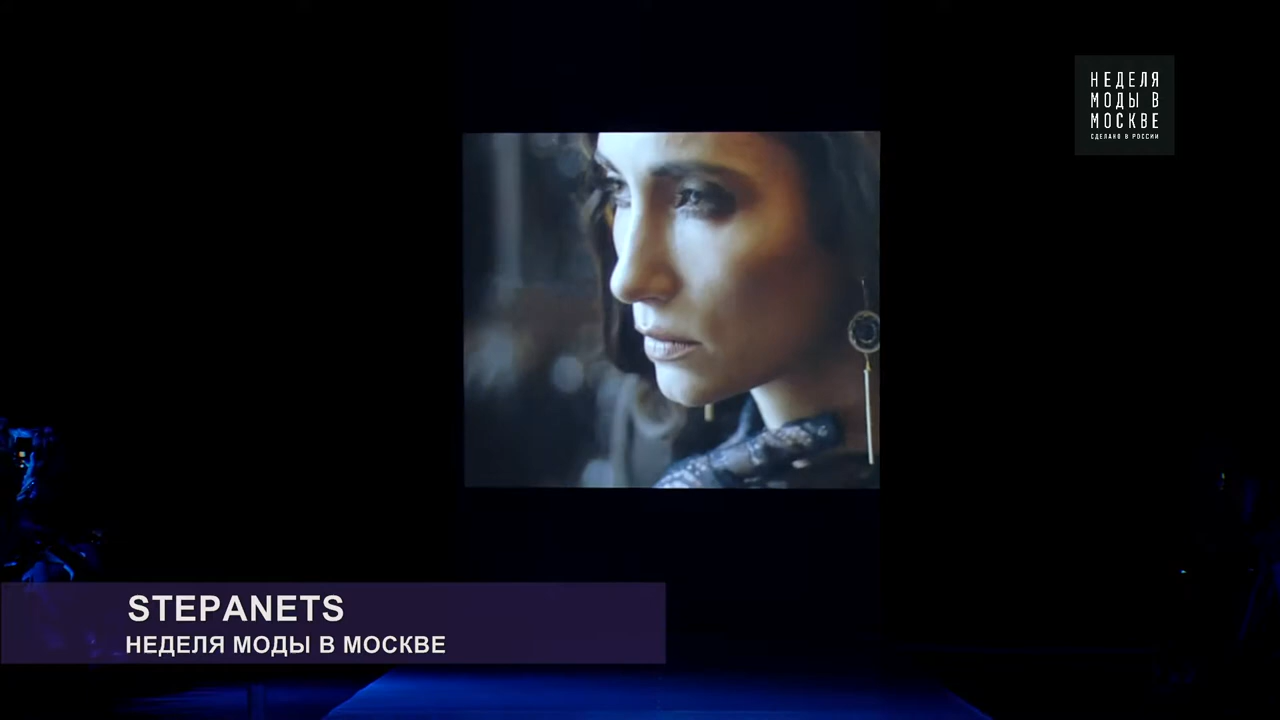 НЕДЕЛЯ
МОДЫ В
МОСКВЕ
СДЕЛАНО В РОССИИ
STEPANETS
НЕДЕЛЯ МОДЫ В МОСКВЕ